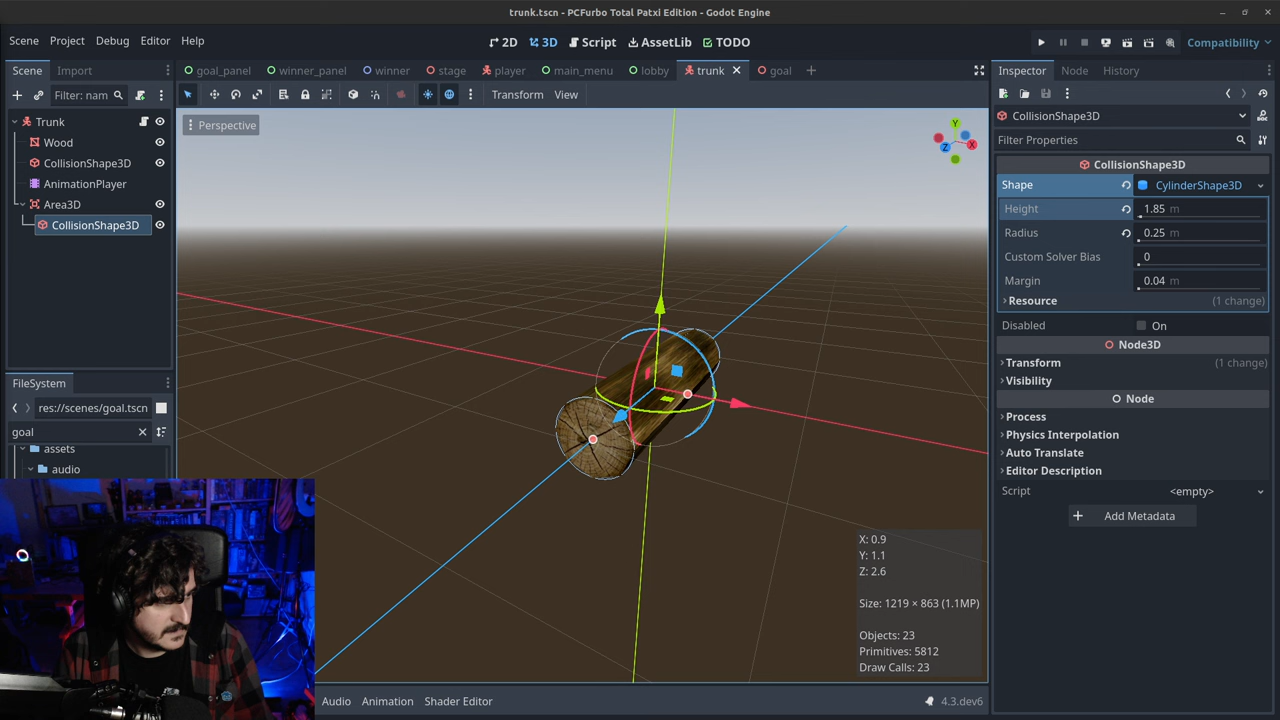 trunk.tscn - PCFurbo Total Patxi Edition - Godot Engine
Scene Project Debug Editor Help
2D 3D Script AssetLib TODO
Compatibility
Scene Import
goal_panel winner_panel winner stage player main_menu lobby trunk goal
Inspector Node History
Filter: nam
Transform View
Trunk
Wood
CollisionShape3D
AnimationPlayer
Area3D
CollisionShape3D
Perspective
Y
Z
X
CollisionShape3D
Filter Properties
CollisionShape3D
Shape CylinderShape3D
Height 1.85 m
Radius 0.25 m
Custom Solver Bias 0
Margin 0.04 m
Resource (1 change)
Disabled On
Node3D
Transform (1 change)
Visibility
Node
Process
Physics Interpolation
Auto Translate
Editor Description
Script <empty>
Add Metadata
FileSystem
res://scenes/goal.tscn
goal
assets
audio
X: 0.9
Y: 1.1
Z: 2.6
Size: 1219 × 863 (1.1MP)
Objects: 23
Primitives: 5812
Draw Calls: 23
Audio Animation Shader Editor
4.3.dev6